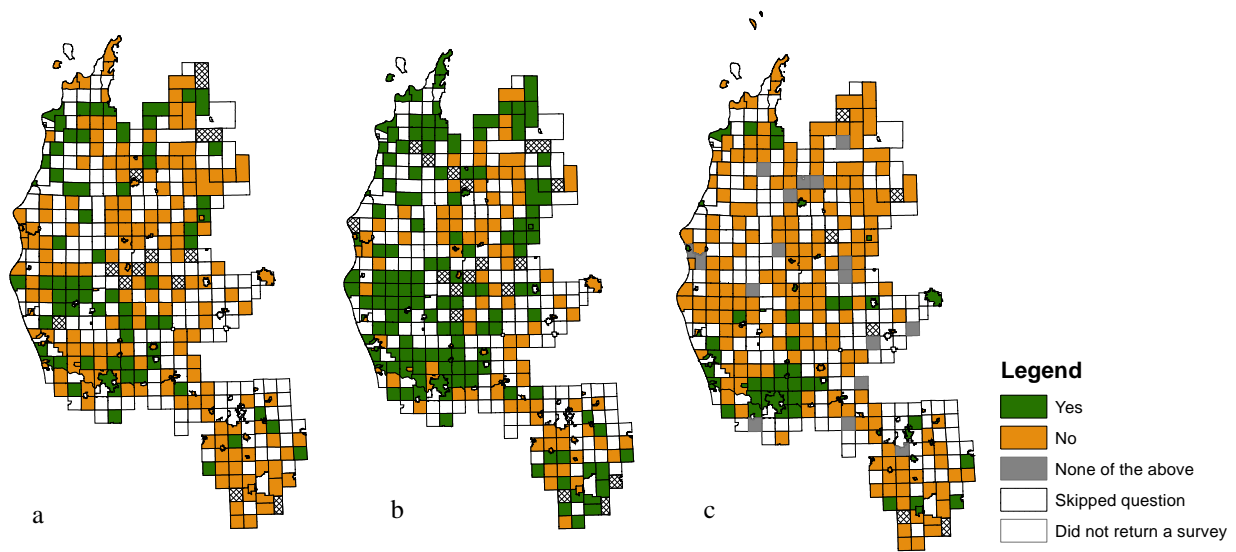 a
b
c
Legend
Yes
No
None of the above
Skipped question
Did not return a survey